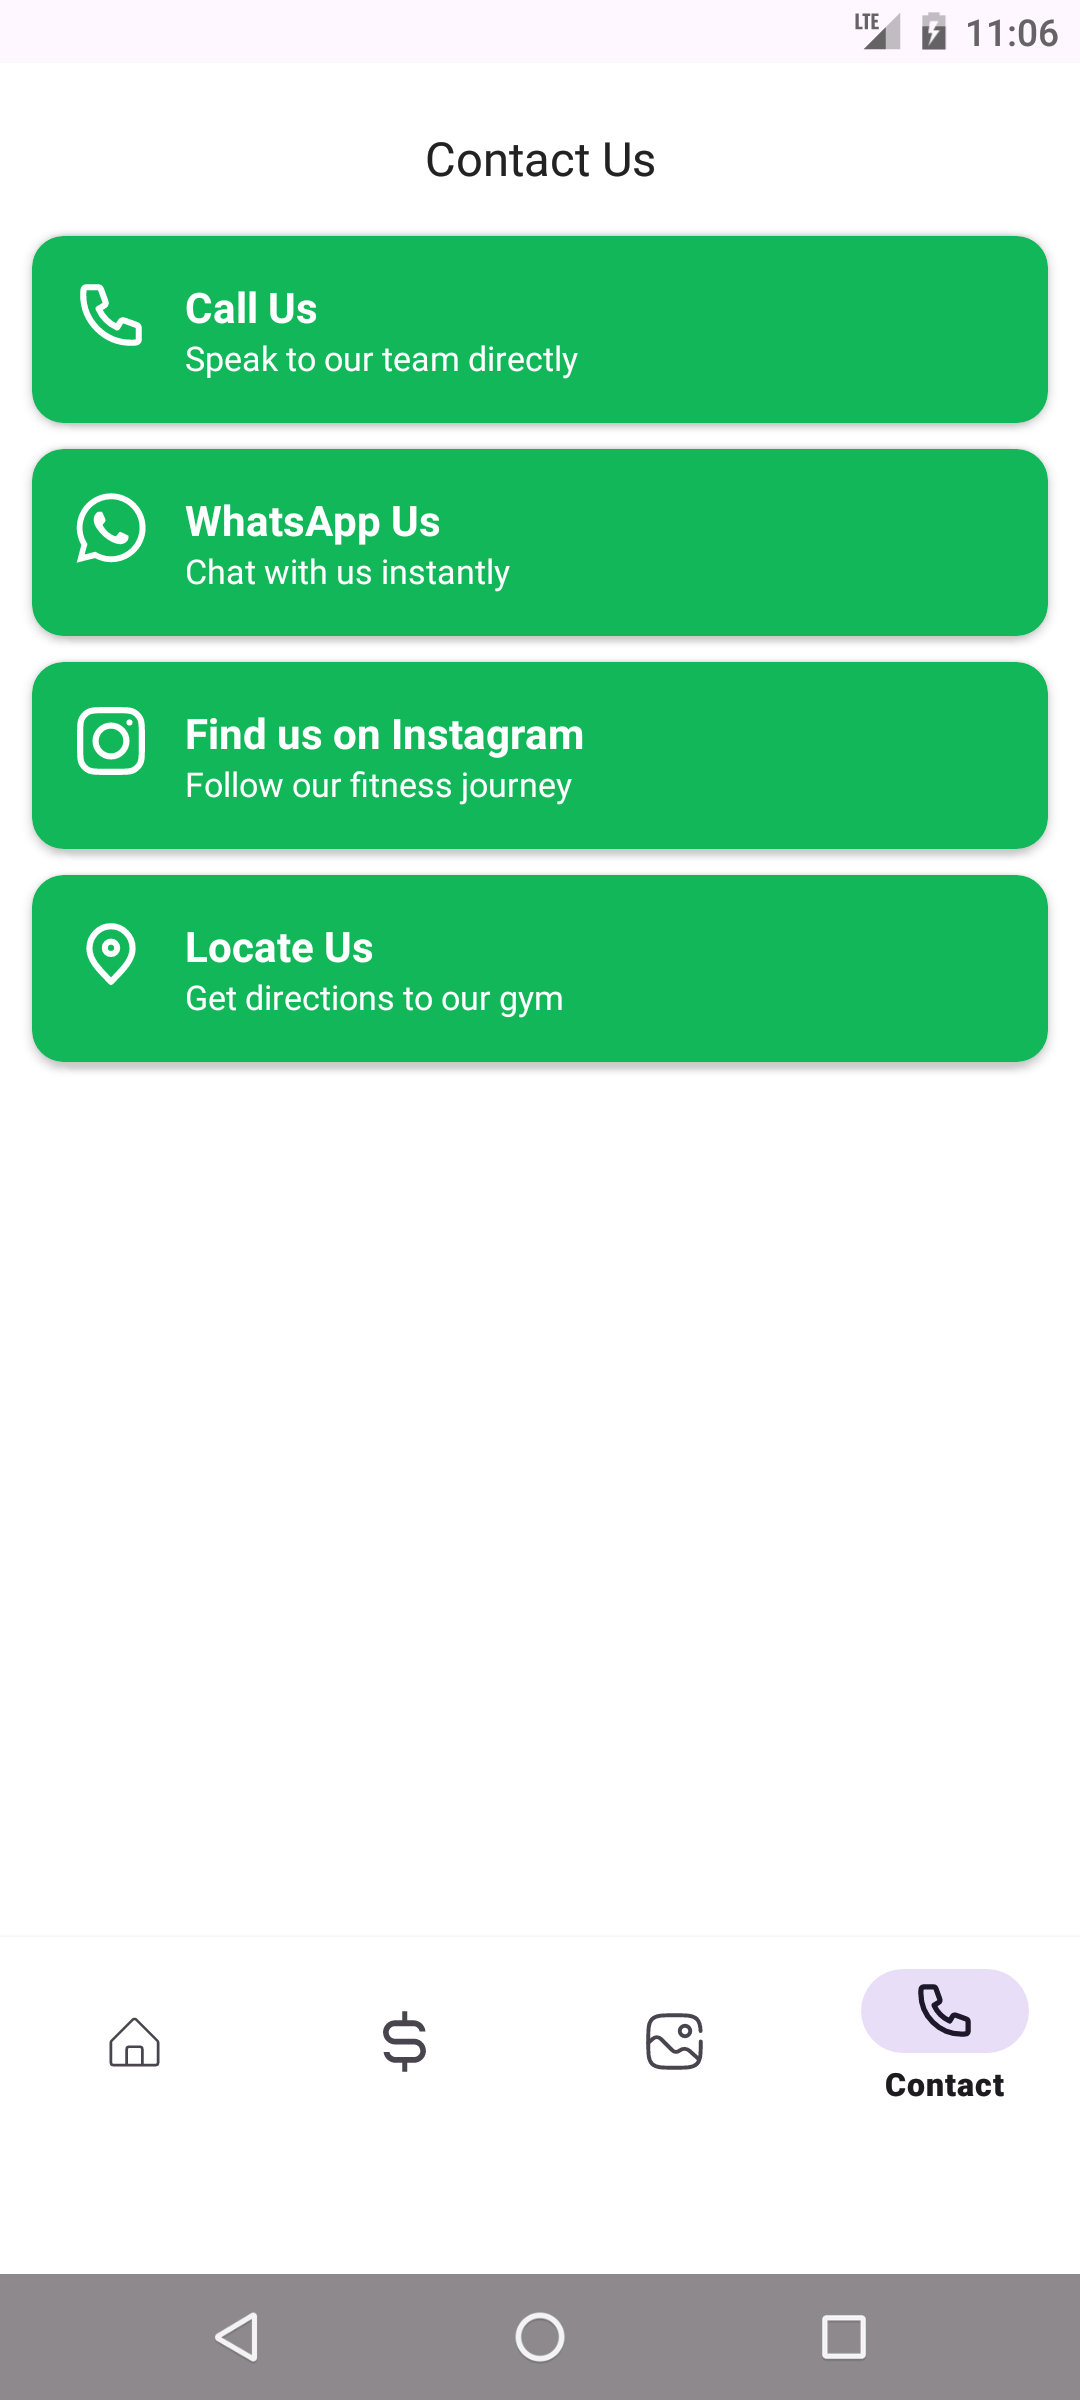 LTE 11:06
Contact Us
Call Us
Speak to our team directly
WhatsApp Us
Chat with us instantly
Find us on Instagram
Follow our fitness journey
Locate Us
Get directions to our gym
Contact